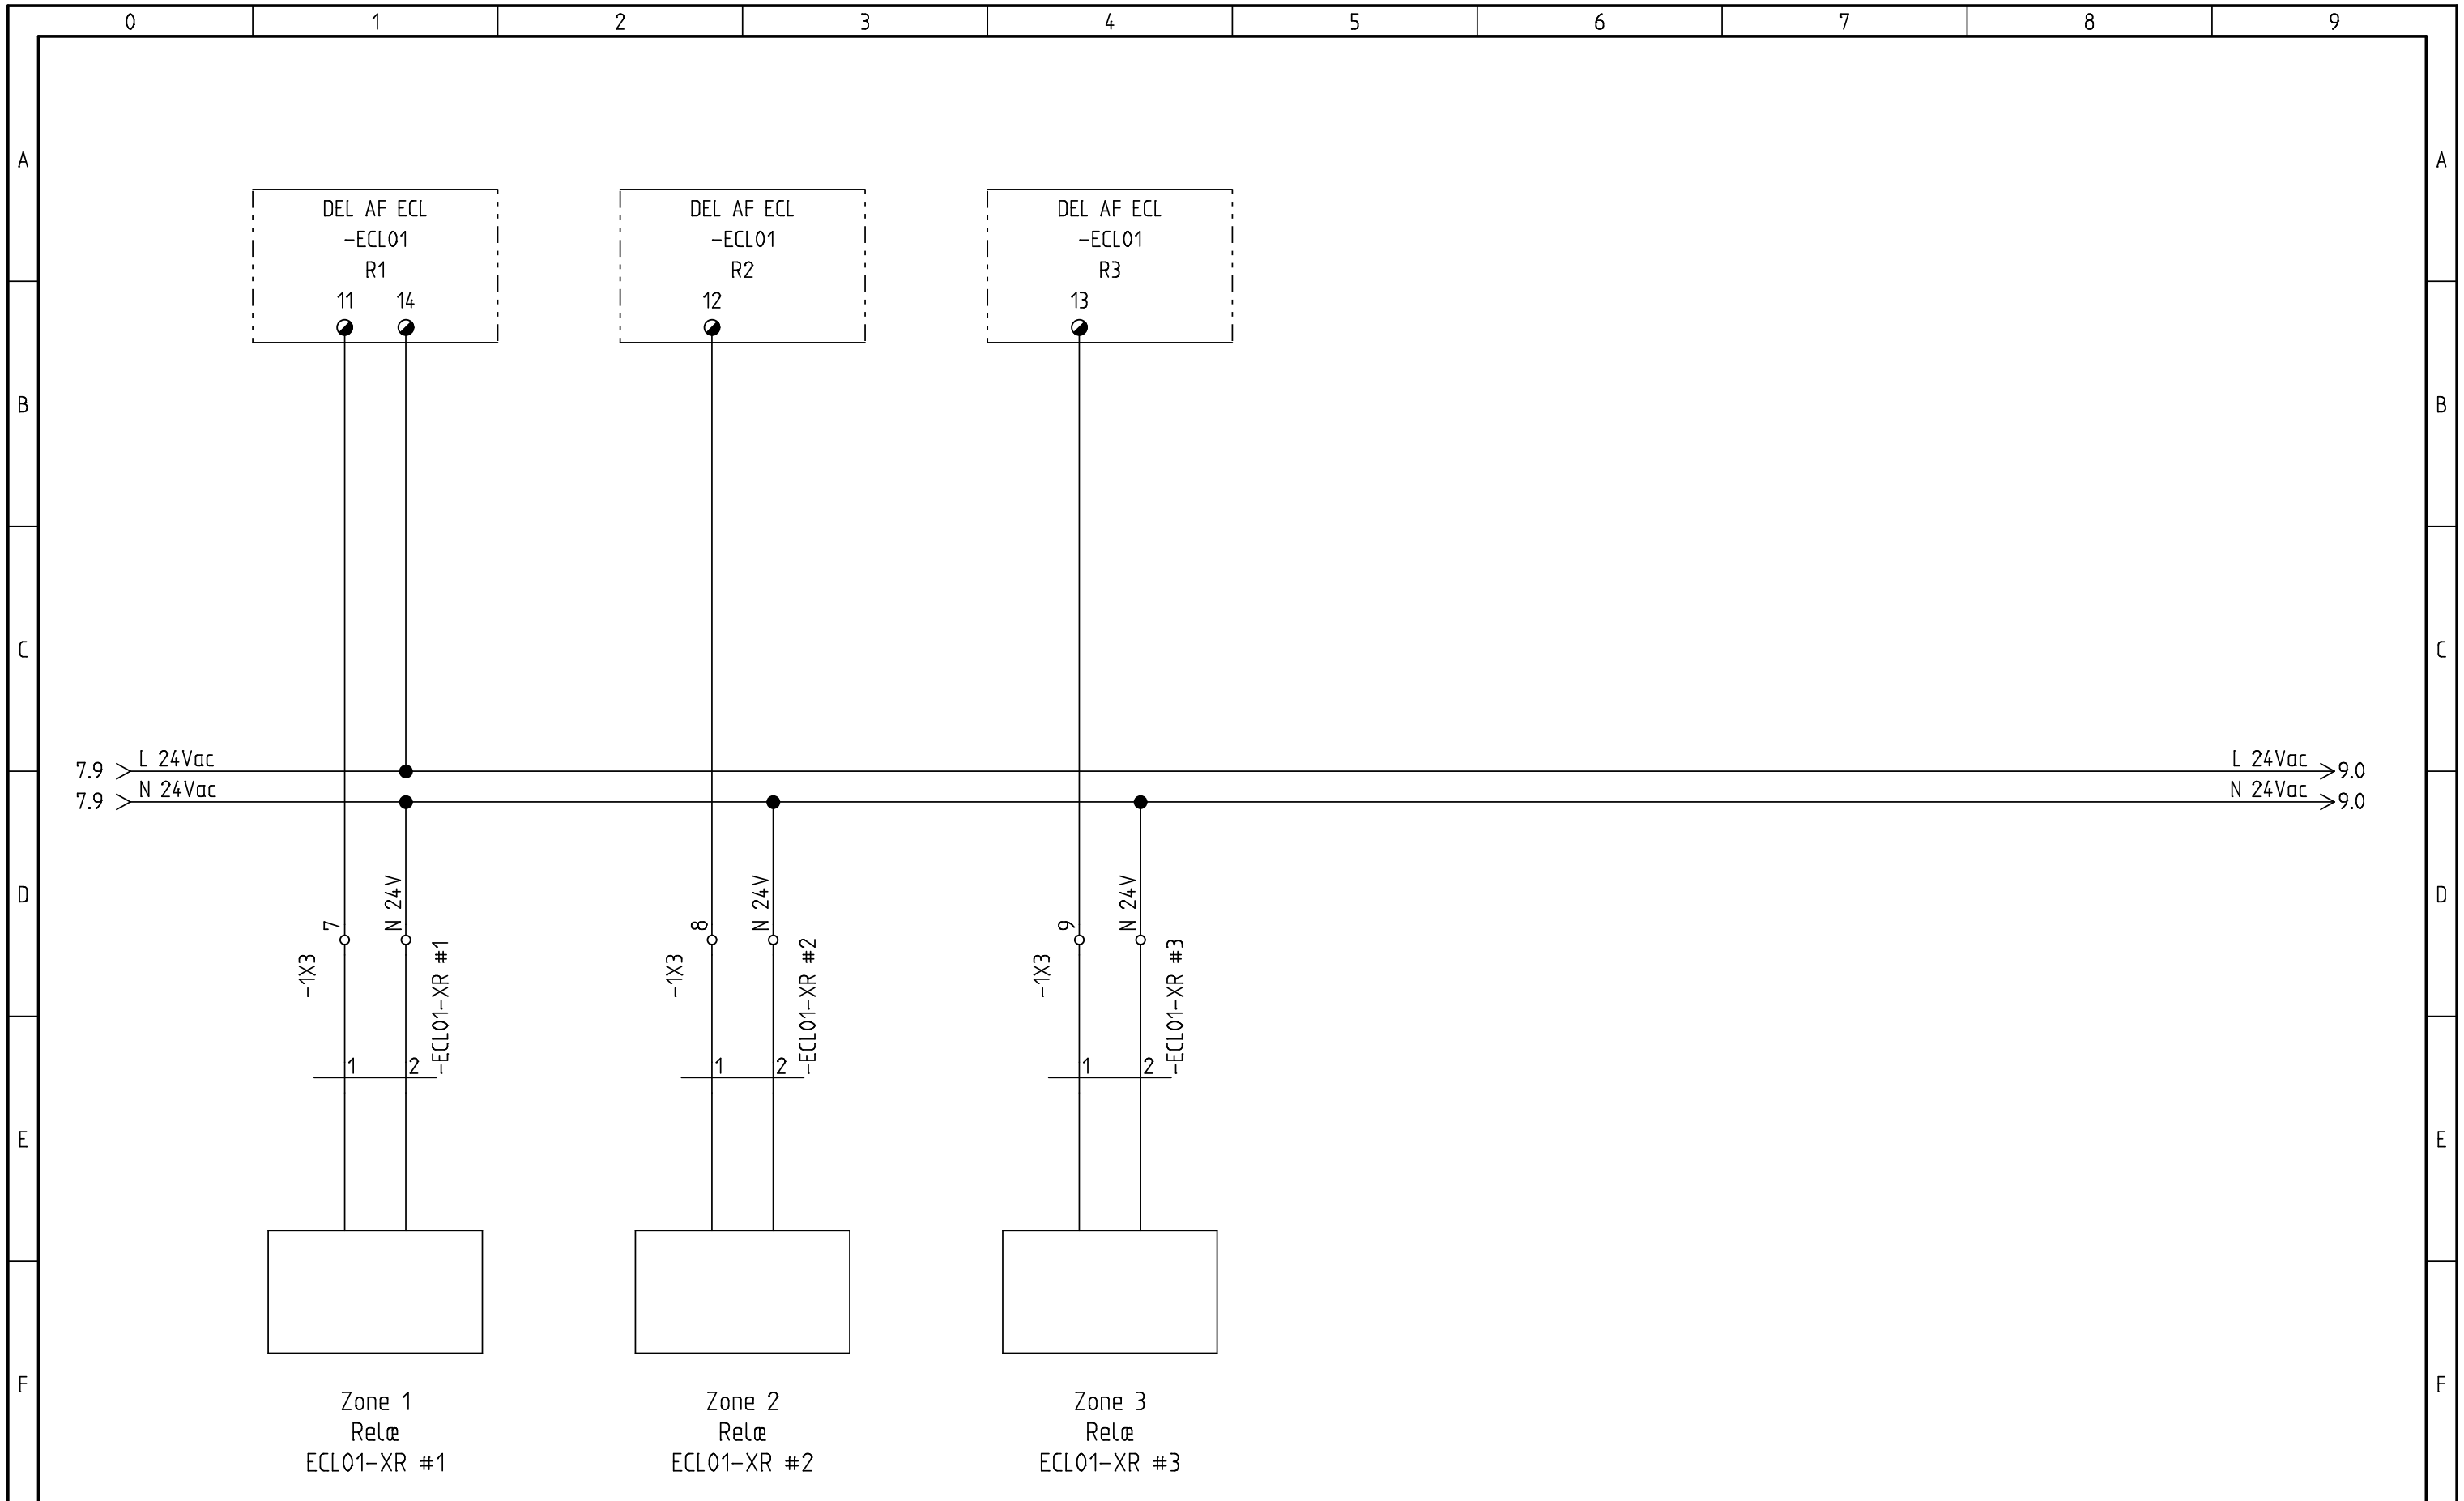 0 1 2 3 4 5 6 7 8 9
A A
DEL AF ECL DEL AF ECL DEL AF ECL
-ECL01 -ECL01 -ECL01
R1 R2 R3
11 14 12 13
B B
C C
L 24Vac L 24Vac
7.9 9.0
N 24Vac N 24Vac
7.9 9.0
D D
7 N 24V 8 N 24V 9 N 24V
-1X3 -ECL01-XR #1 -1X3 -ECL01-XR #2 -1X3 -ECL01-XR #3
1 2 1 2 1 2
E E
F F
Zone 1 Zone 2 Zone 3
Relæ Relæ Relæ
ECL01-XR #1 ECL01-XR #2 ECL01-XR #3